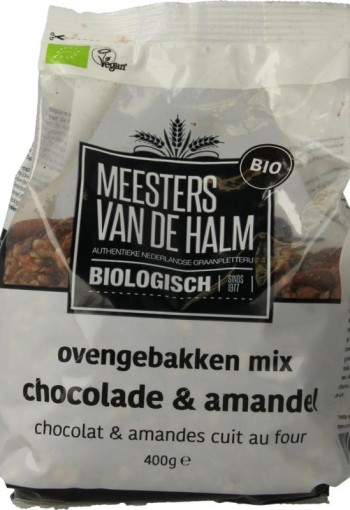 Vegan
BIO
MEESTERS
VAN DE HALM
AUTHENTIEKE NEDERLANDSE GRAANPLETTERIJ
BIOLOGISCH
SINDS
1977
ovengebakken mix
chocolade & amandel
chocolat & amandes cuit au four
400g e